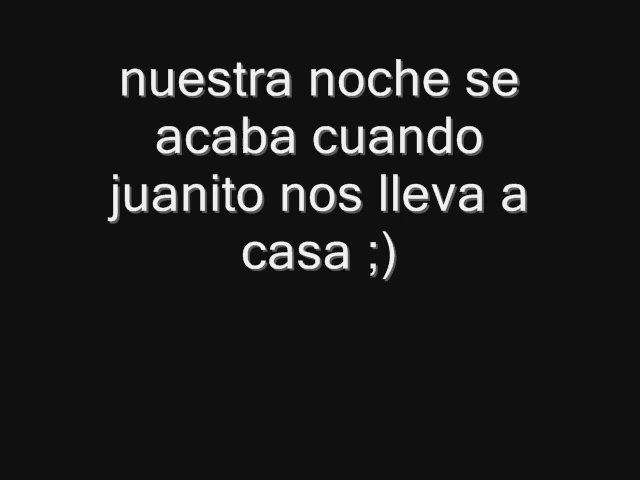 nuestra noche se
acaba cuando
juanito nos lleva a
casa ;)